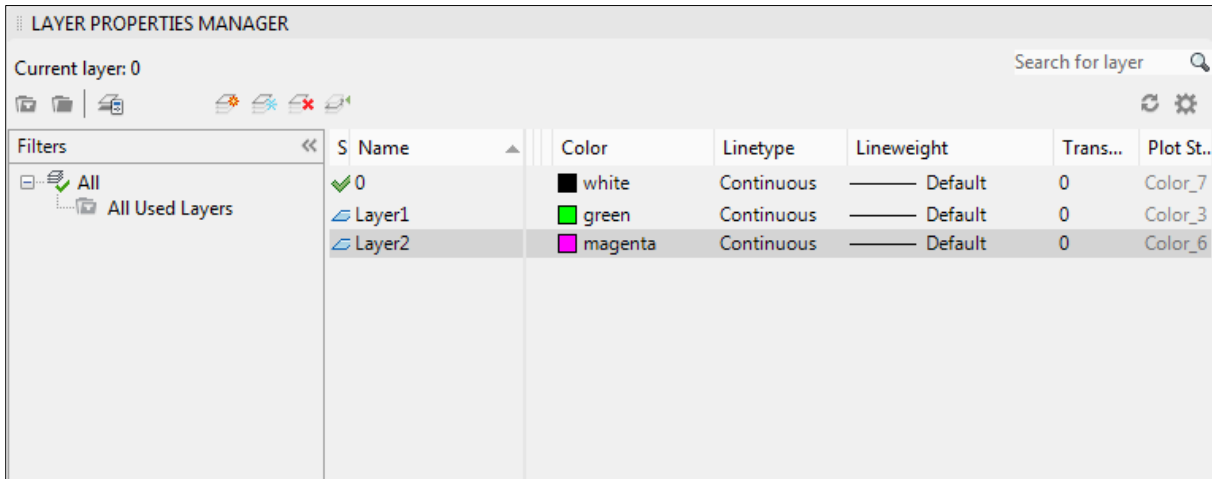 LAYER PROPERTIES MANAGER
Current layer: 0
Search for layer
Filters
S Name Color Linetype Lineweight Trans... Plot St..
All
0 white Continuous Default 0 Color_7
All Used Layers
Layer1 green Continuous Default 0 Color_3
Layer2 magenta Continuous Default 0 Color_6